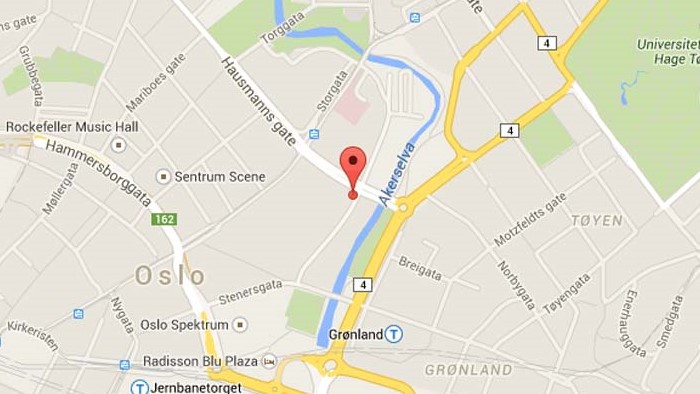 ns gate
Torggata
gate
4
Universitet
Hage Tø
Grubbegata
Mariboes gate
Hausmanns gate
Storgata
Rockefeller Music Hall
4
Hammersborggata
Akerselva
Møllergata
Sentrum Scene
162
Motzfeldts gate
TØYEN
Oslo
Breigata
4
Stenersgata
Norbygata
Tøyengata
Enerhauggata
Smedgata
Nygata
Kirkeristen
Oslo Spektrum
Grønland T
Radisson Blu Plaza
GRØNLAND
T Jernbanetorget